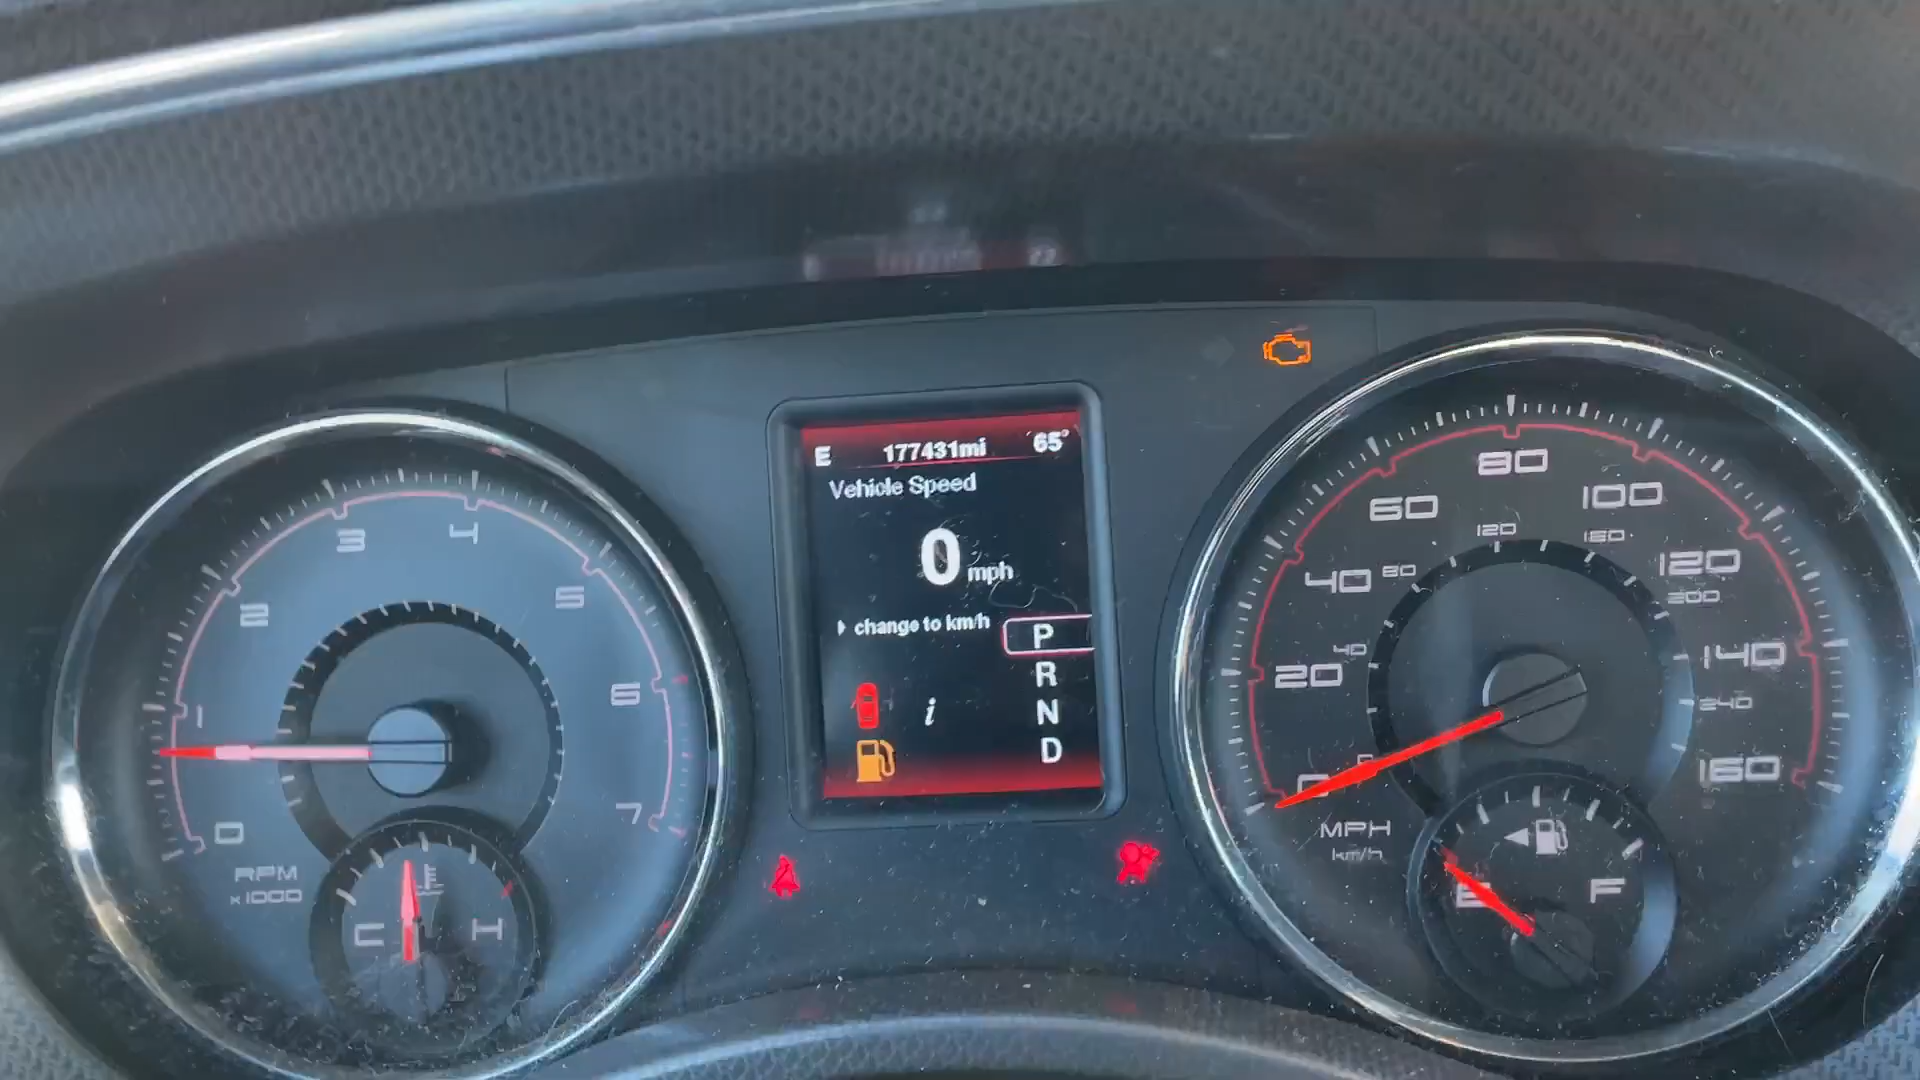 E 177431mi 65°
Vehicle Speed
0 mph
change to km/h
P
R
N
D
i
0
1
2
3
4
5
6
7
RPM
x1000
C H
0
20
40
60
80
100
120
140
160
40
80
120
160
200
240
MPH
km/h
E F